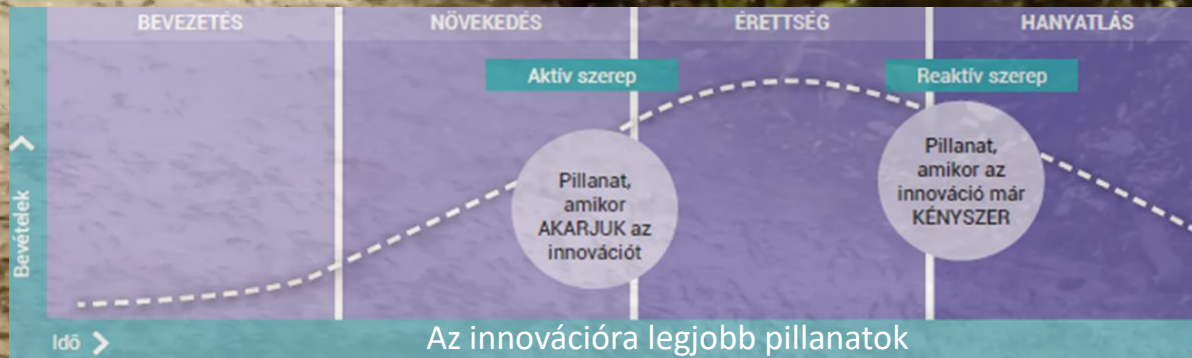 BEVEZETÉS
NÖVEKEDÉS
ÉRETTSÉG
HANYATLÁS
Aktív szerep
Reaktív szerep
Pillanat,
amikor
AKARJUK az
innovációt
Pillanat,
amikor az
innováció már
KÉNYSZER
Bevételek
Idő
Az innovációra legjobb pillanatok